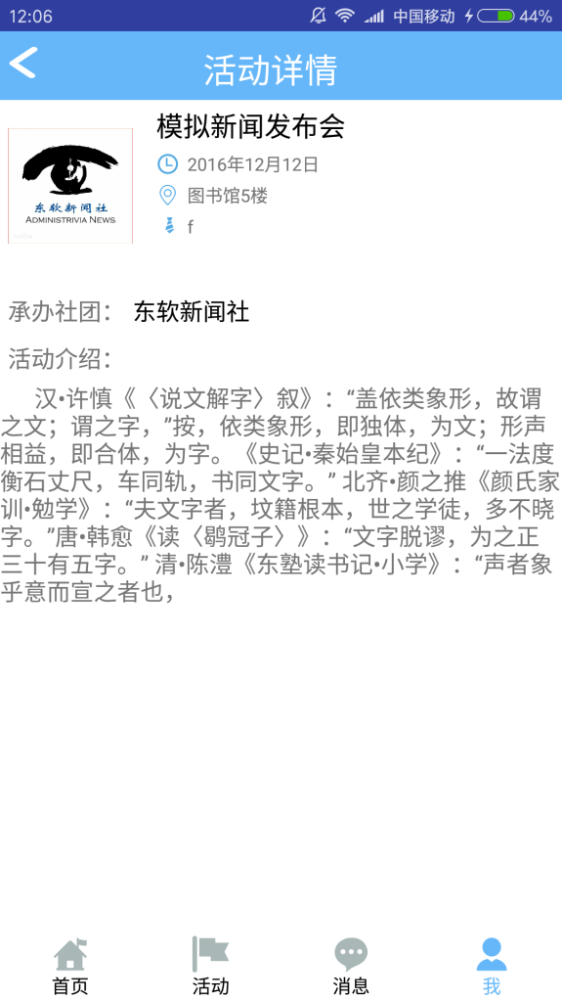 12:06 中国移动 44%
活动详情
模拟新闻发布会
2016年12月12日
图书馆5楼
f
东软新闻社
ADMINISTRIVIA NEWS
承办社团： 东软新闻社
活动介绍：
汉•许慎《〈说文解字〉叙》：“盖依类象形，故谓
之文；谓之字，”按，依类象形，即独体，为文；形声
相益，即合体，为字。《史记•秦始皇本纪》：“一法度
衡石丈尺，车同轨，书同文字。” 北齐•颜之推《颜氏家
训•勉学》：“夫文字者，坟籍根本，世之学徒，多不晓
字。”唐•韩愈《读〈鹖冠子〉》：“文字脱谬，为之正
三十有五字。” 清•陈澧《东塾读书记•小学》：“声者象
乎意而宣之者也，
首页 活动 消息 我